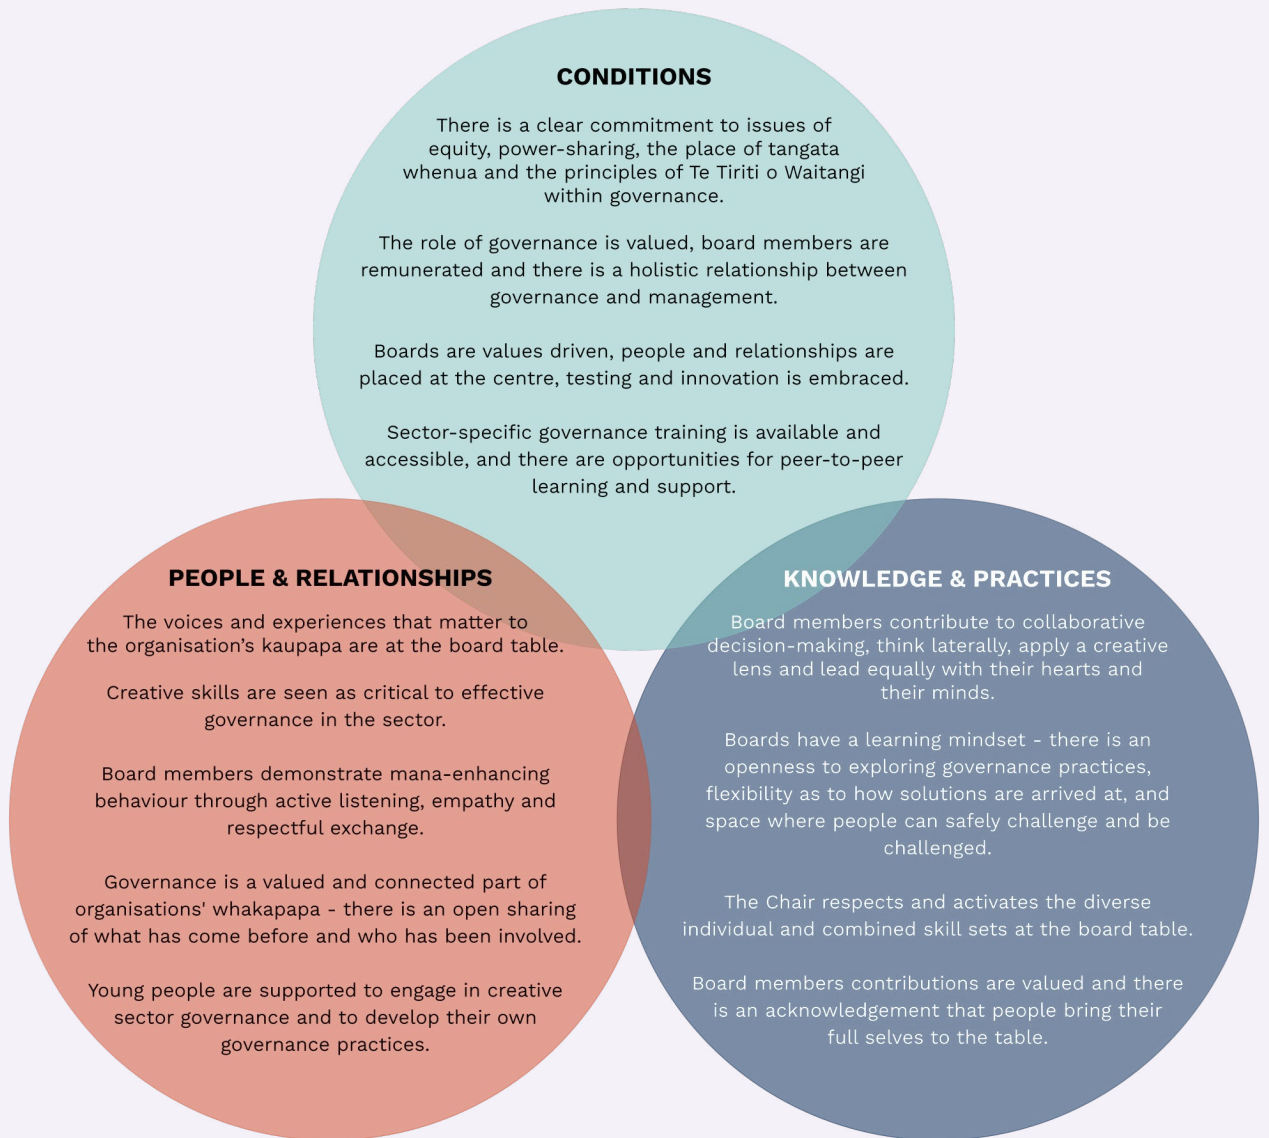 CONDITIONS
There is a clear commitment to issues of
equity, power-sharing, the place of tangata
whenua and the principles of Te Tiriti o Waitangi
within governance.
The role of governance is valued, board members are
remunerated and there is a holistic relationship between
governance and management.
Boards are values driven, people and relationships are
placed at the centre, testing and innovation is embraced.
Sector-specific governance training is available and
accessible, and there are opportunities for peer-to-peer
learning and support.
PEOPLE & RELATIONSHIPS
The voices and experiences that matter to
the organisation’s kaupapa are at the board table.
Creative skills are seen as critical to effective
governance in the sector.
Board members demonstrate mana-enhancing
behaviour through active listening, empathy and
respectful exchange.
Governance is a valued and connected part of
organisations' whakapapa - there is an open sharing
of what has come before and who has been involved.
Young people are supported to engage in creative
sector governance and to develop their own
governance practices.
KNOWLEDGE & PRACTICES
Board members contribute to collaborative
decision-making, think laterally, apply a creative
lens and lead equally with their hearts and
their minds.
Boards have a learning mindset - there is an
openness to exploring governance practices,
flexibility as to how solutions are arrived at, and
space where people can safely challenge and be
challenged.
The Chair respects and activates the diverse
individual and combined skill sets at the board table.
Board members contributions are valued and there
is an acknowledgement that people bring their
full selves to the table.